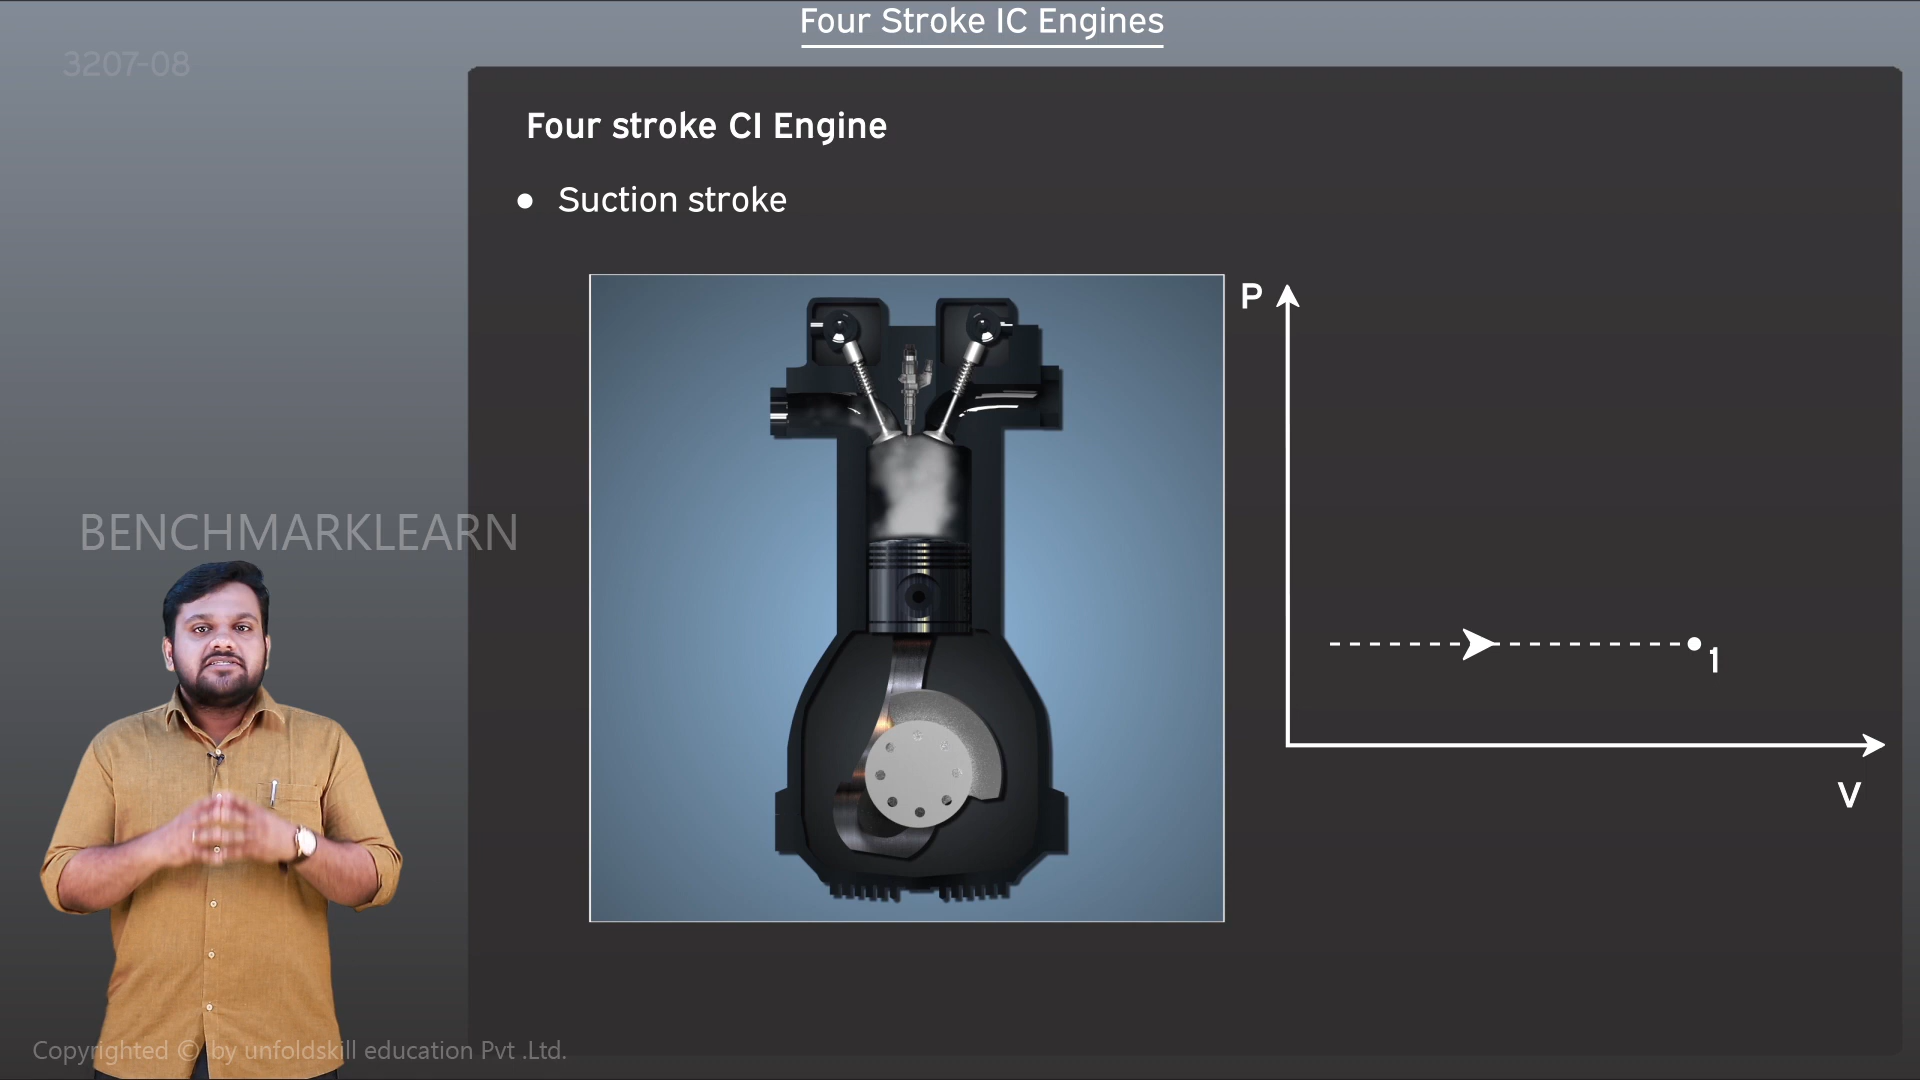 Four Stroke IC Engines
3207-08
Four stroke CI Engine
● Suction stroke
P
1
V
BENCHMARKLEARN
Copyrighted © by unfoldskill education Pvt .Ltd.